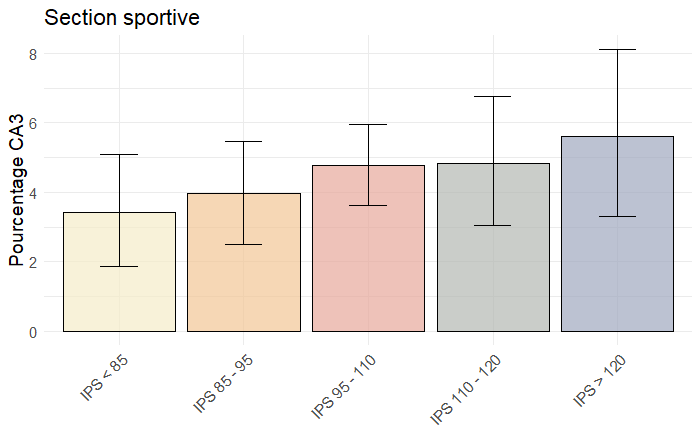 Section sportive
Pourcentage CA3
8
6
4
2
0
IPS < 85
IPS 85 - 95
IPS 95 - 110
IPS 110 - 120
IPS > 120